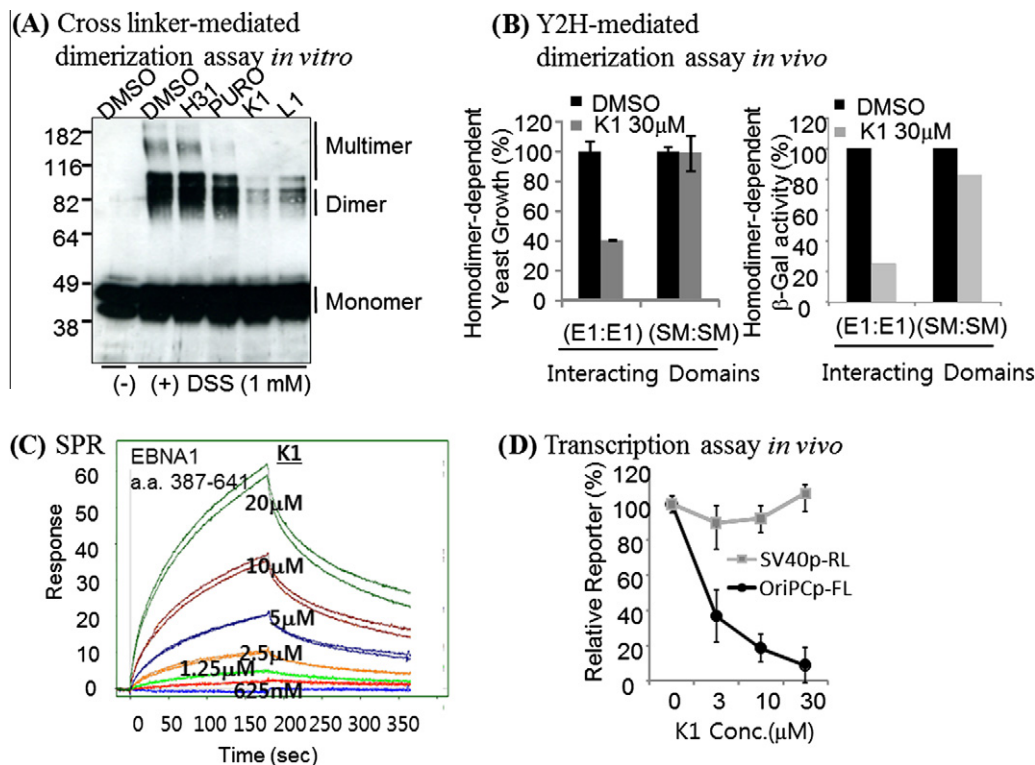 (A) Cross linker-mediated
dimerization assay in vitro
DMSO DMSO H31 PURO K1 L1
182
116
82
64
49
38
Multimer
Dimer
Monomer
(-) (+) DSS (1 mM)
(B) Y2H-mediated
dimerization assay in vivo
Homodimer-dependent
Yeast Growth (%)
DMSO
K1 30μM
120
100
80
60
40
20
0
(E1:E1) (SM:SM)
Interacting Domains
Homodimer-dependent
β-Gal activity (%)
DMSO
K1 30μM
120
100
80
60
40
20
0
(E1:E1) (SM:SM)
Interacting Domains
(C) SPR
EBNA1
a.a. 387-641
K1
20μM
10μM
5μM
2.5μM
1.25μM
625nM
Response
60
40
20
0
0 50 100 150 200 250 300 350
Time (sec)
(D) Transcription assay in vivo
Relative Reporter (%)
120
100
80
60
40
20
0
SV40p-RL
OriPCp-FL
0 3 10 30
K1 Conc.(μM)